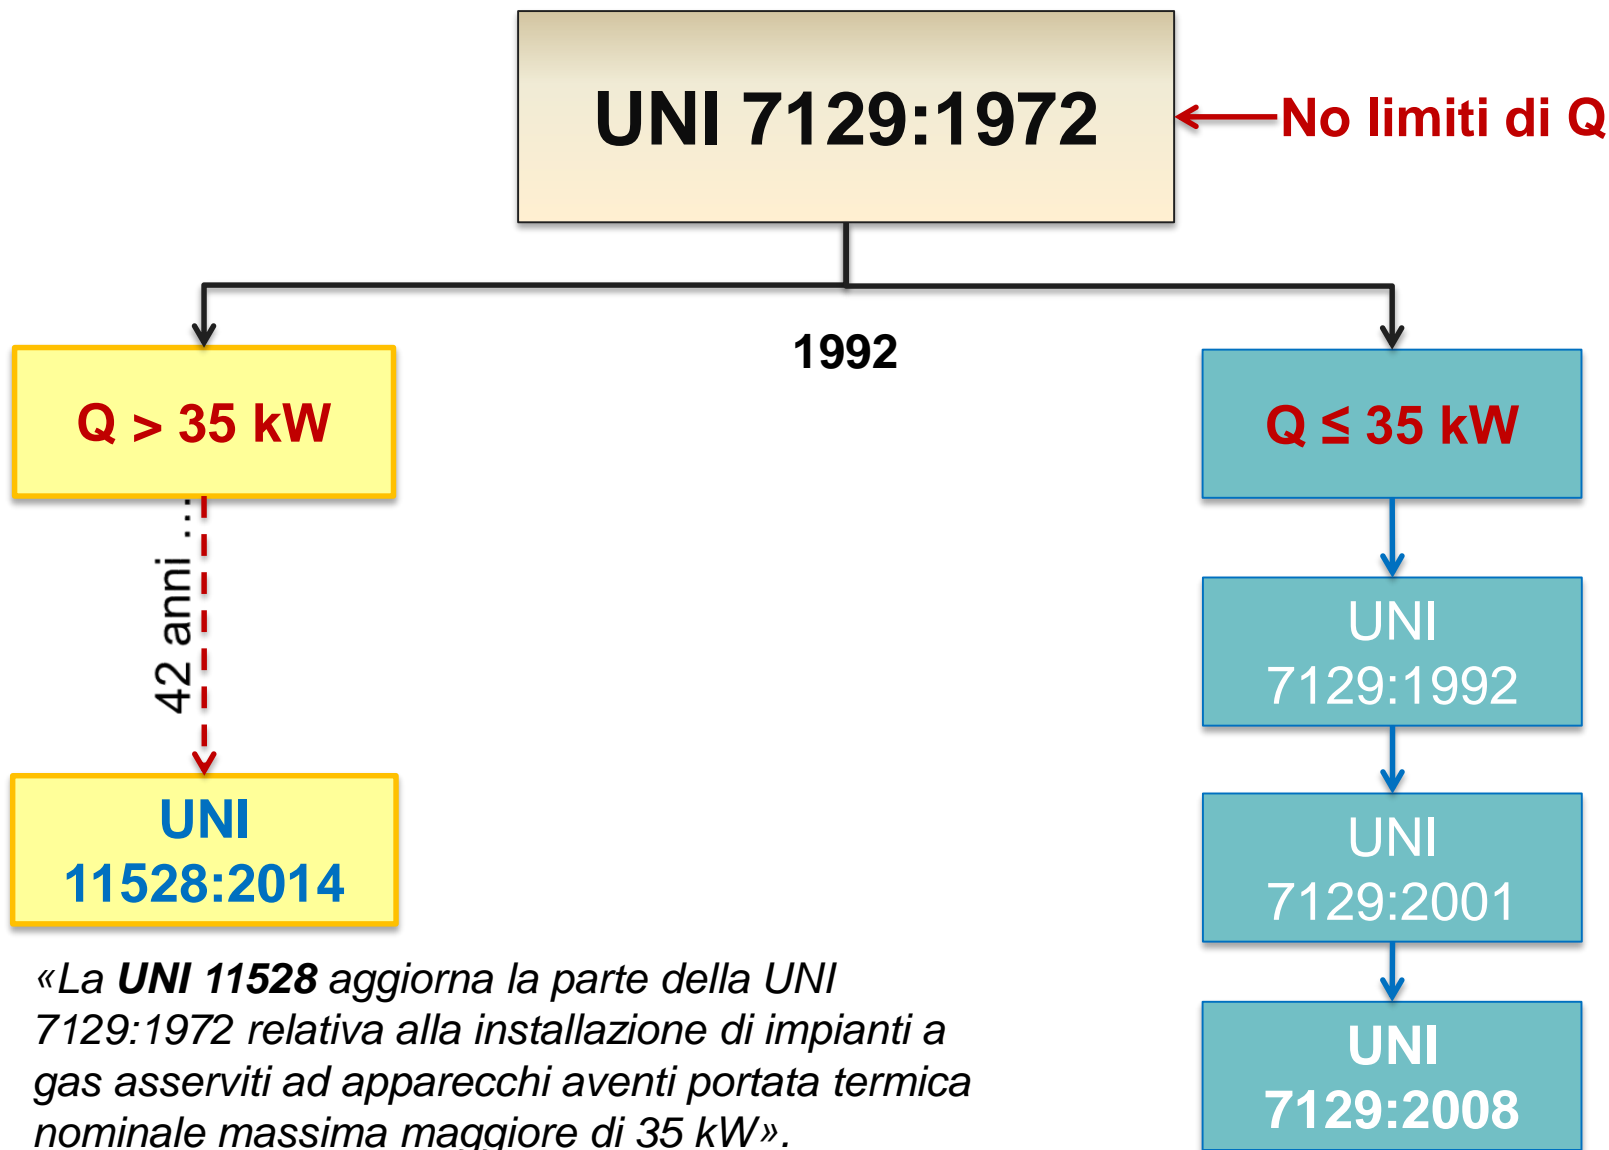 UNI 7129:1972
No limiti di Q
1992
Q > 35 kW
Q ≤ 35 kW
42 anni ...
UNI
7129:1992
UNI
11528:2014
UNI
7129:2001
«La UNI 11528 aggiorna la parte della UNI
7129:1972 relativa alla installazione di impianti a
gas asserviti ad apparecchi aventi portata termica
nominale massima maggiore di 35 kW».
UNI
7129:2008